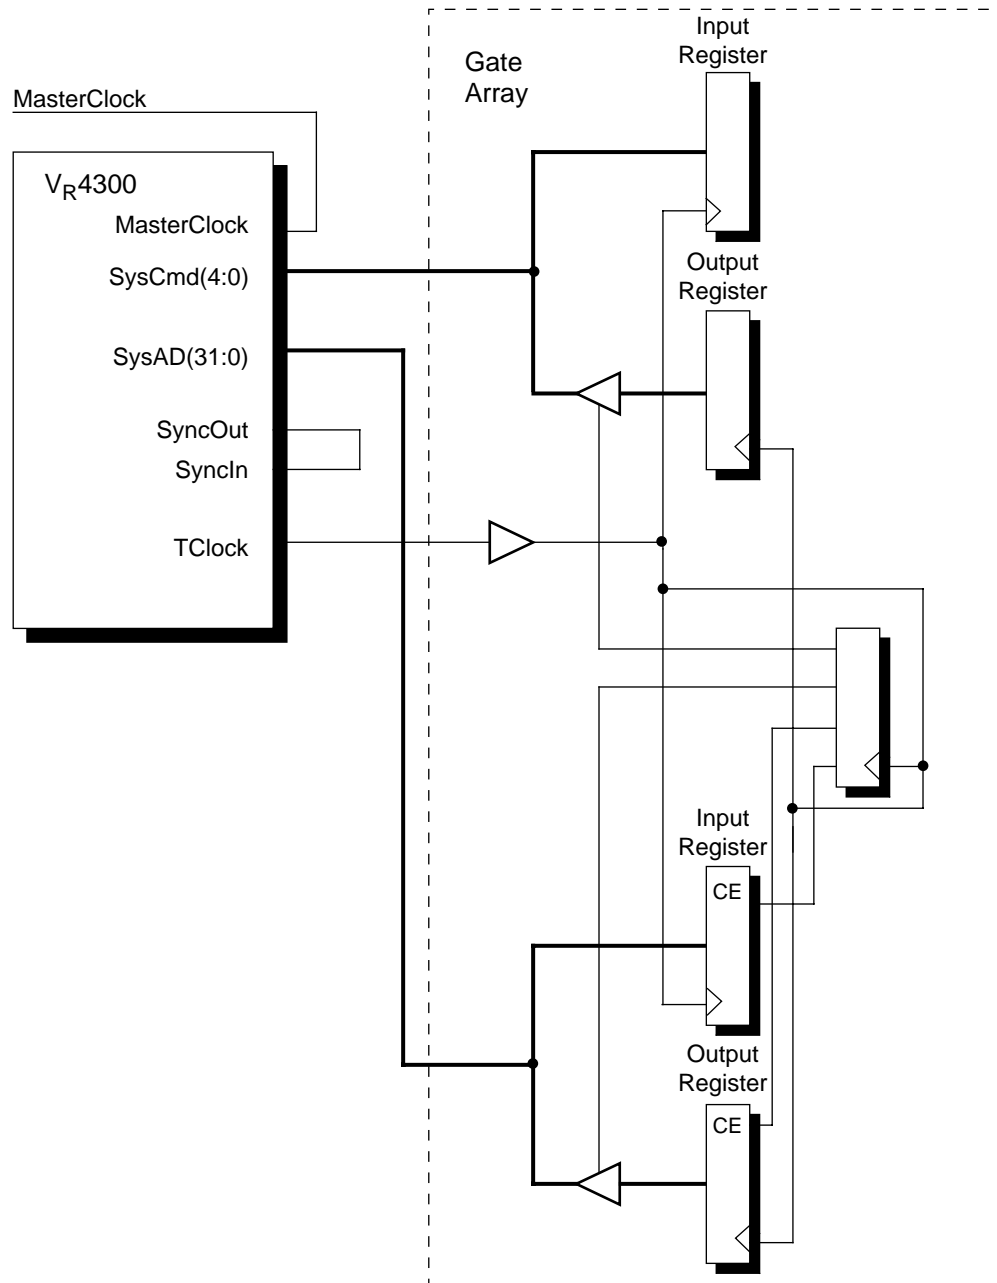 MasterClock
VR4300
MasterClock
SysCmd(4:0)
SysAD(31:0)
SyncOut
SyncIn
TClock
Gate
Array
Input
Register
Output
Register
Input
Register
CE
Output
Register
CE